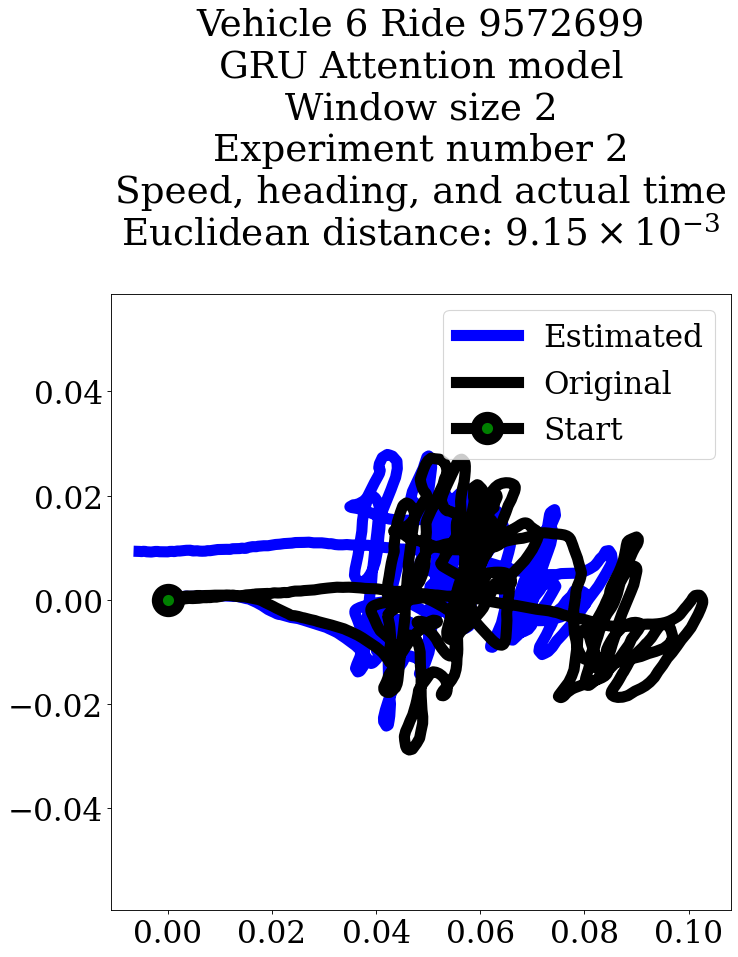 Vehicle 6 Ride 9572699
GRU Attention model
Window size 2
Experiment number 2
Speed, heading, and actual time
Euclidean distance: 9.15 × 10⁻³
Estimated
Original
Start
0.04
0.02
0.00
−0.02
−0.04
0.00 0.02 0.04 0.06 0.08 0.10